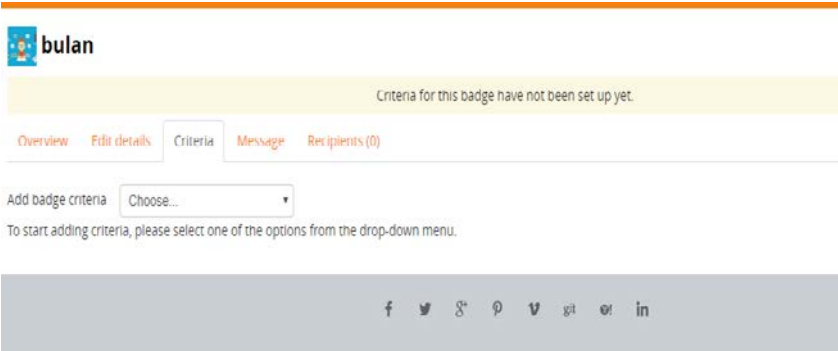 bulan
Criteria for this badge have not been set up yet.
Overview Edit details Criteria Message Recipients (0)
Add badge criteria Choose...
To start adding criteria, please select one of the options from the drop-down menu.
git